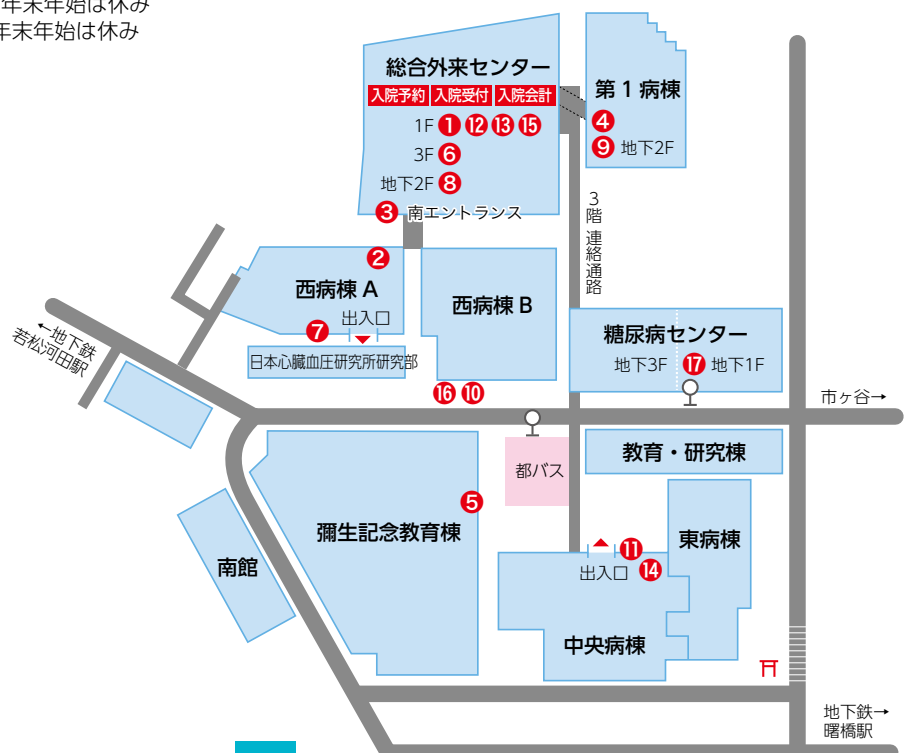 年末年始は休み
年末年始は休み
総合外来センター
入院予約 入院受付 入院会計
1F ❶ ⓬ ⓭ ⓯
3F ❻
地下2F ❽
❸ 南エントランス
第1病棟
❹
❾ 地下2F
3階 連絡通路
❷
西病棟 A
❼ 出入口
日本心臓血圧研究所研究部
西病棟 B
⓰ ❿
糖尿病センター
地下3F ⓱ 地下1F
←地下鉄
若松河田駅
市ヶ谷→
都バス
教育・研究棟
❺
彌生記念教育棟
南館
東病棟
⓫
出入口 ⓮
中央病棟
地下鉄→
曙橋駅